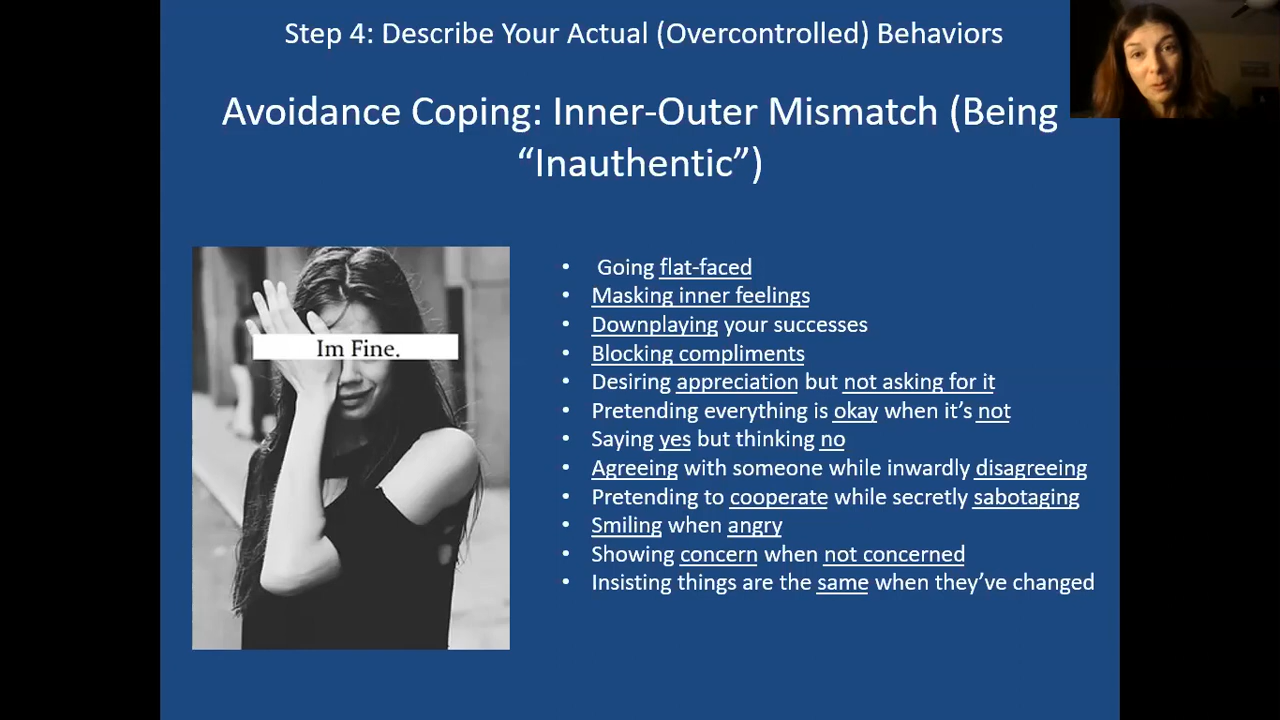 Step 4: Describe Your Actual (Overcontrolled) Behaviors
Avoidance Coping: Inner-Outer Mismatch (Being
“Inauthentic”)
Im Fine.
• Going flat-faced
• Masking inner feelings
• Downplaying your successes
• Blocking compliments
• Desiring appreciation but not asking for it
• Pretending everything is okay when it’s not
• Saying yes but thinking no
• Agreeing with someone while inwardly disagreeing
• Pretending to cooperate while secretly sabotaging
• Smiling when angry
• Showing concern when not concerned
• Insisting things are the same when they’ve changed